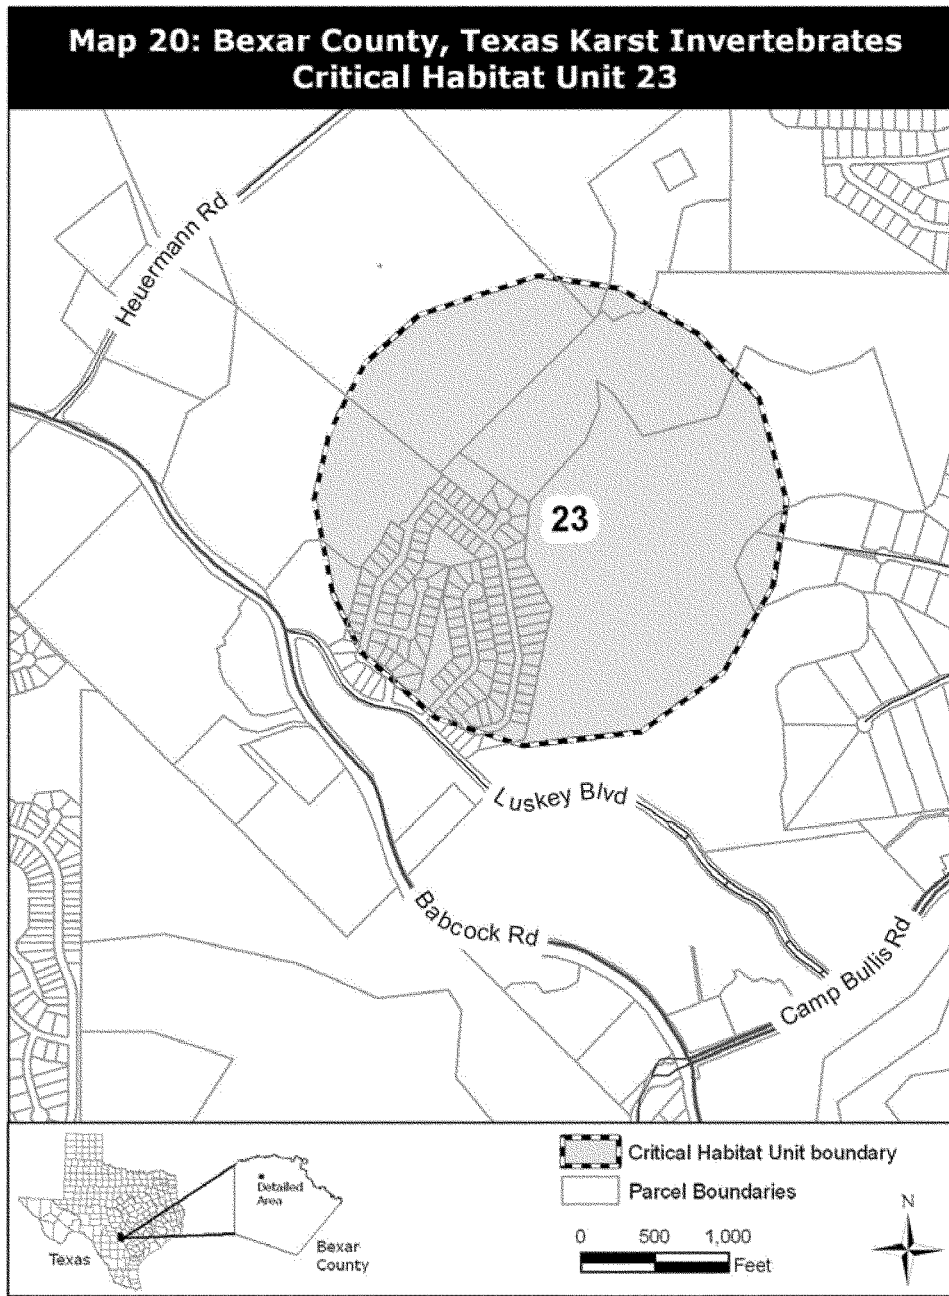 Map 20: Bexar County, Texas Karst Invertebrates
Critical Habitat Unit 23
Heuermann Rd
23
Luskey Blvd
Babcock Rd
Camp Bullis Rd
Texas
Detailed
Area
Bexar
County
Critical Habitat Unit boundary
Parcel Boundaries
0 500 1,000
Feet
N